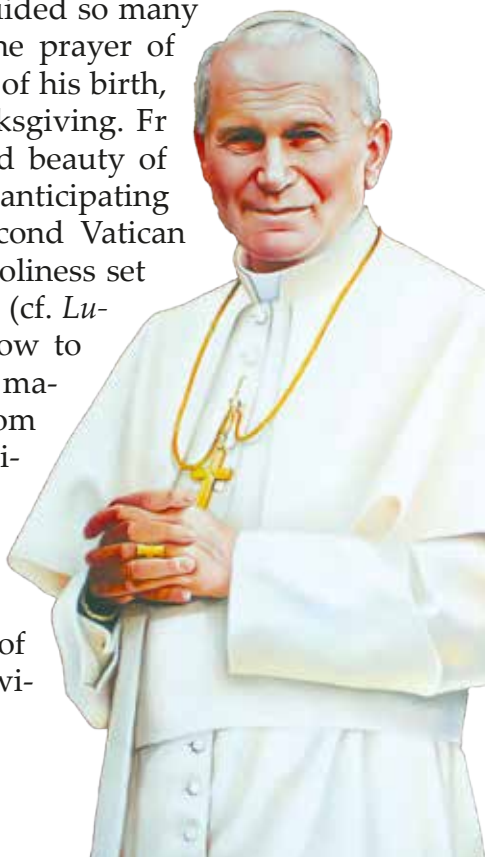 uided so many
ne prayer of
of his birth,
ksgiving. Fr
d beauty of
anticipating
cond Vatican
oliness set
(cf. Lu-
ow to
ma-
om
i-
of
vi-